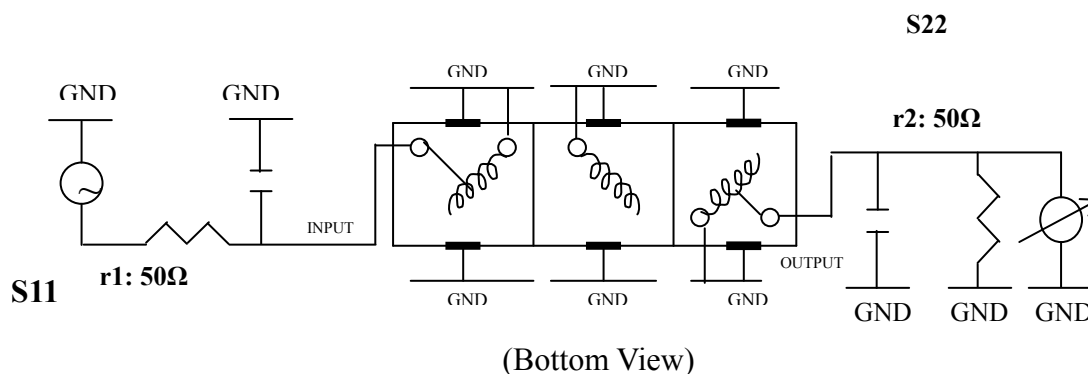 S22
GND
GND
GND
GND
GND
r2: 50Ω
INPUT
r1: 50Ω
S11
OUTPUT
GND
GND
GND
GND
GND
GND
(Bottom View)